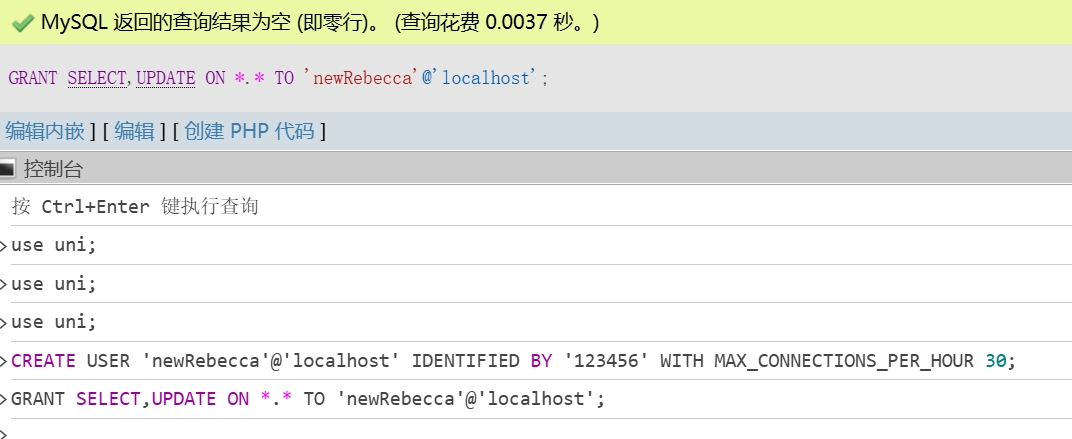 MySQL 返回的查询结果为空 (即零行)。 (查询花费 0.0037 秒。)
GRANT SELECT,UPDATE ON *.* TO 'newRebecca'@'localhost';
编辑内嵌 ] [ 编辑 ] [ 创建 PHP 代码 ]
控制台
按 Ctrl+Enter 键执行查询
>use uni;
>use uni;
>use uni;
>CREATE USER 'newRebecca'@'localhost' IDENTIFIED BY '123456' WITH MAX_CONNECTIONS_PER_HOUR 30;
>GRANT SELECT,UPDATE ON *.* TO 'newRebecca'@'localhost';
>